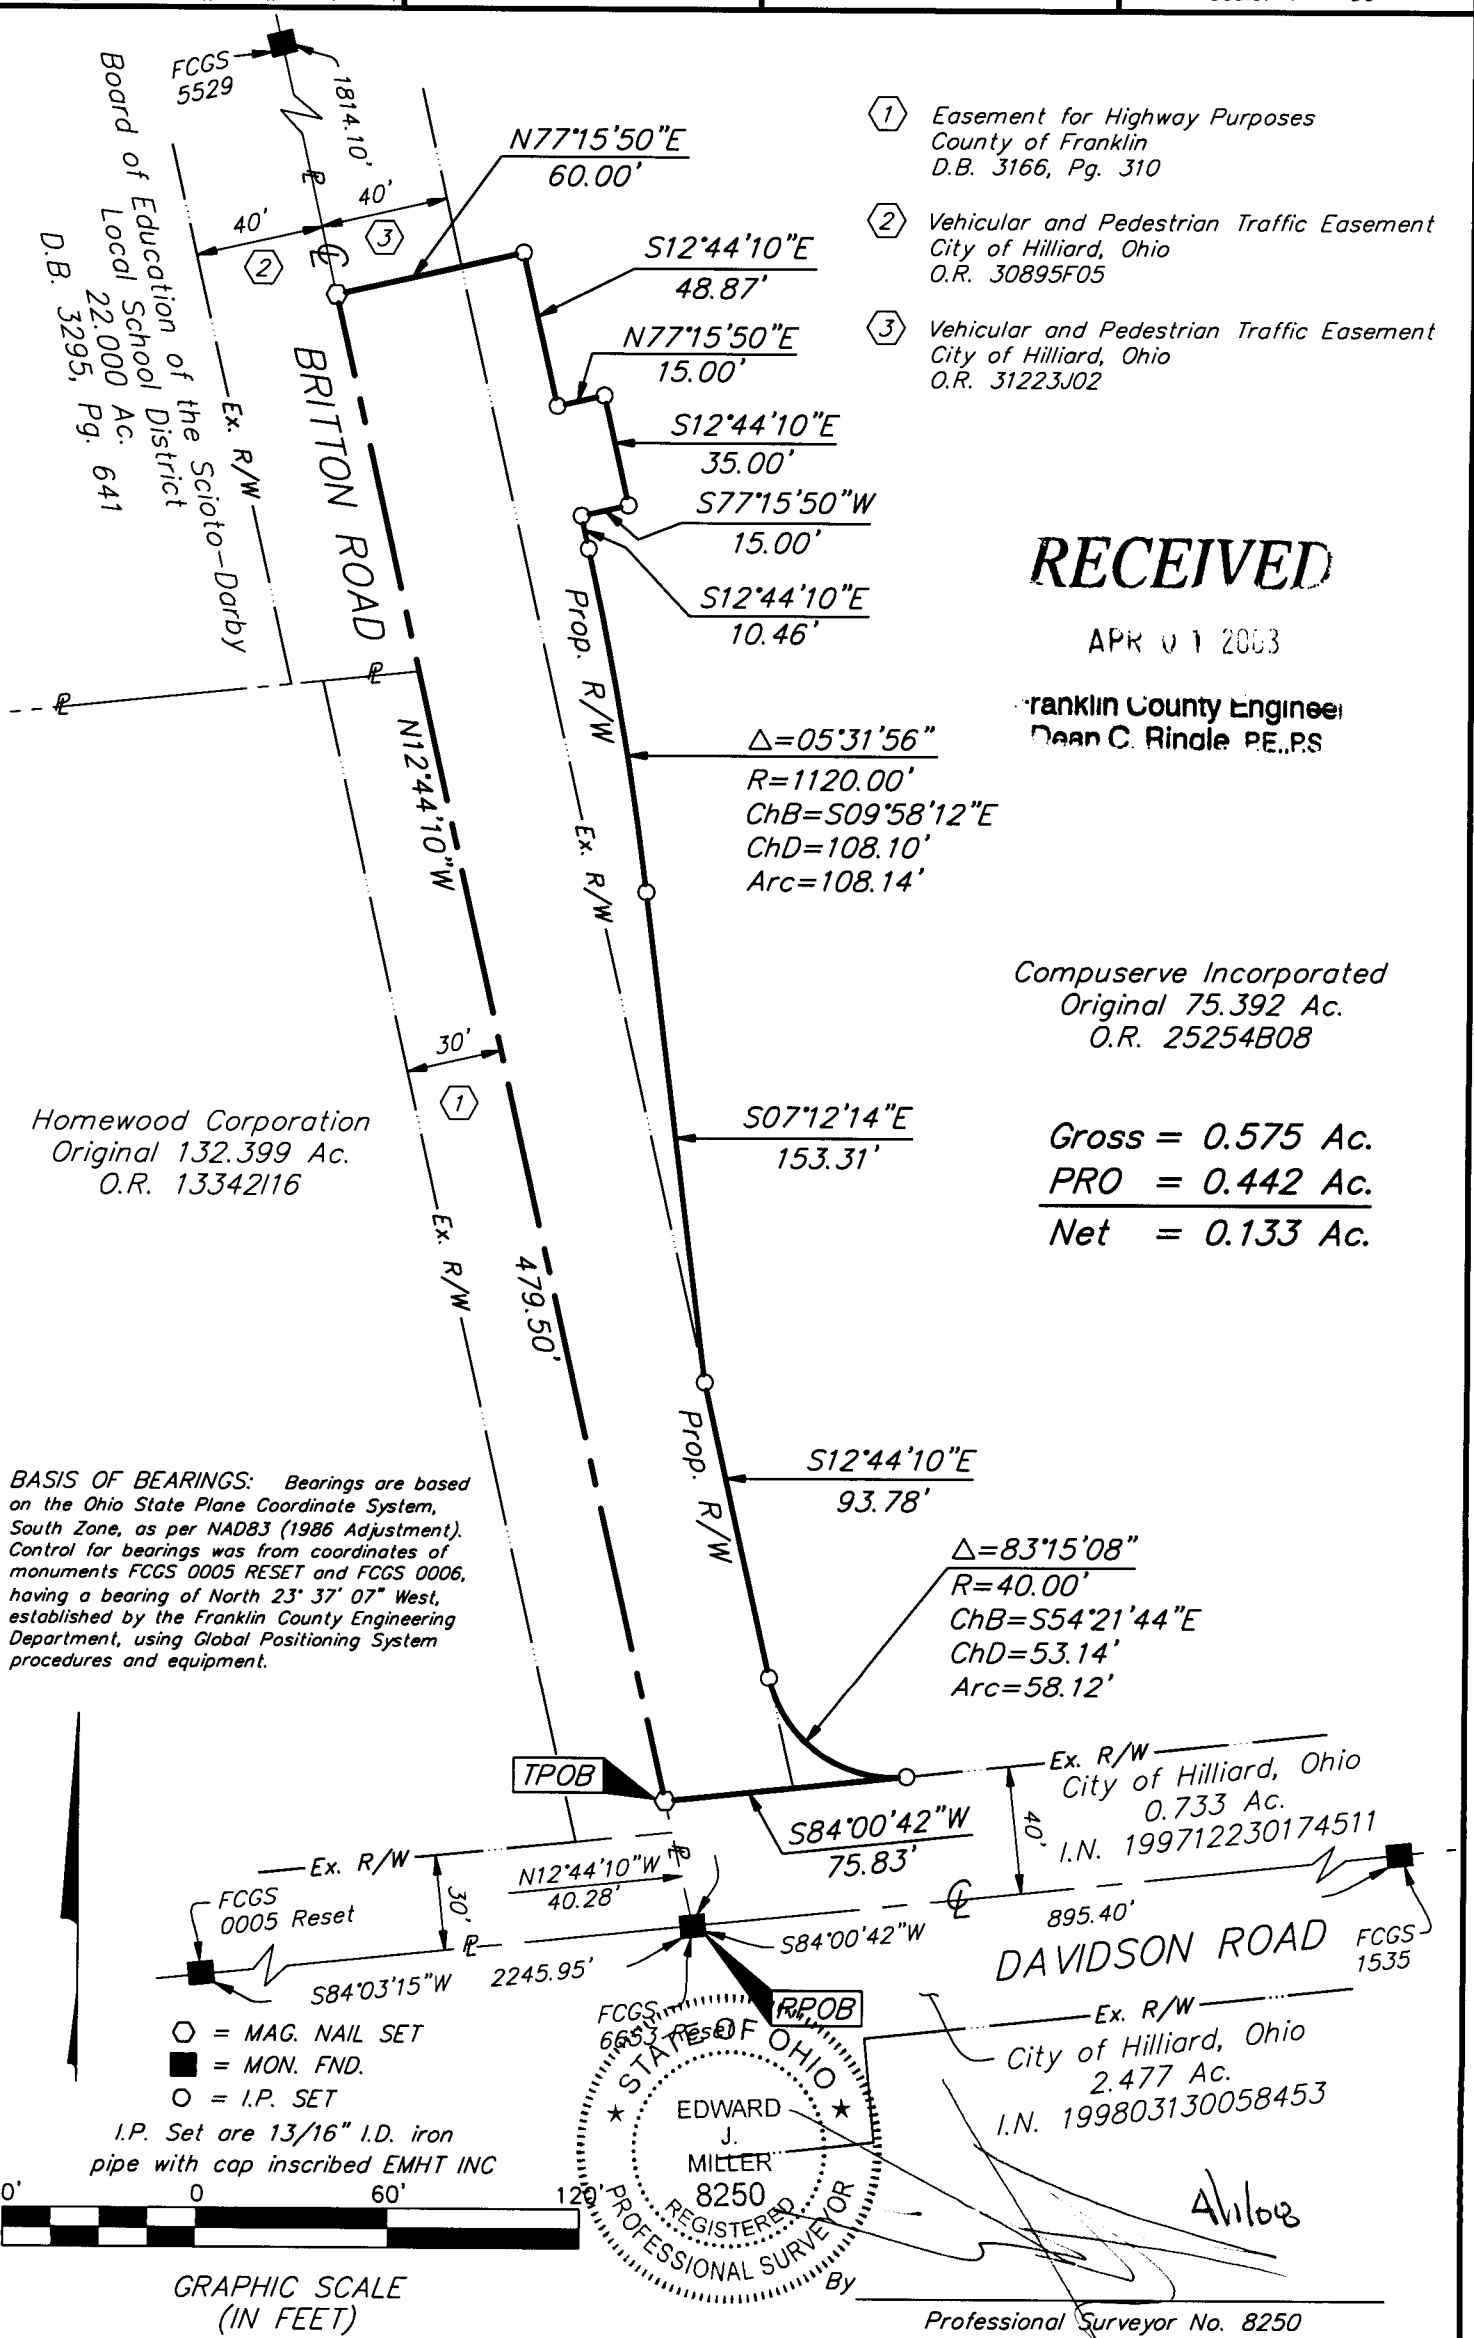 FCGS
5529
1814.10'
Board of Education of the Scioto-Darby
Local School District
22.000 Ac.
D.B. 3295, Pg. 641
N77°15'50"E
60.00'
40'
40'
3
2
℄
S12°44'10"E
48.87'
N77°15'50"E
15.00'
S12°44'10"E
35.00'
S77°15'50"W
15.00'
S12°44'10"E
10.46'
1 Easement for Highway Purposes
County of Franklin
D.B. 3166, Pg. 310
2 Vehicular and Pedestrian Traffic Easement
City of Hilliard, Ohio
O.R. 30895F05
3 Vehicular and Pedestrian Traffic Easement
City of Hilliard, Ohio
O.R. 31223J02
Ex. R/W
BRITTON ROAD
RECEIVED
APR 0 1 2003
ranklin County Engineer
Dean C. Ringle PE.,PS
Prop. R/W
N12°44'10"W
Ex. R/W
Δ=05°31'56"
R=1120.00'
ChB=S09°58'12"E
ChD=108.10'
Arc=108.14'
Compuserve Incorporated
Original 75.392 Ac.
O.R. 25254B08
30'
1
Homewood Corporation
Original 132.399 Ac.
O.R. 13342I16
S07°12'14"E
153.31'
Gross = 0.575 Ac.
PRO = 0.442 Ac.
Net = 0.133 Ac.
Ex. R/W
479.50'
Prop. R/W
S12°44'10"E
93.78'
BASIS OF BEARINGS: Bearings are based
on the Ohio State Plane Coordinate System,
South Zone, as per NAD83 (1986 Adjustment).
Control for bearings was from coordinates of
monuments FCGS 0005 RESET and FCGS 0006,
having a bearing of North 23° 37' 07" West,
established by the Franklin County Engineering
Department, using Global Positioning System
procedures and equipment.
Δ=83°15'08"
R=40.00'
ChB=S54°21'44"E
ChD=53.14'
Arc=58.12'
TPOB
S84°00'42"W
75.83'
Ex. R/W
City of Hilliard, Ohio
0.733 Ac.
I.N. 199712230174511
40'
Ex. R/W
30'
N12°44'10"W
40.28'
FCGS
0005 Reset
S84°03'15"W 2245.95'
S84°00'42"W
℄
895.40'
DAVIDSON ROAD
FCGS
1535
FCGS
6653 Reset
RPOB
Ex. R/W
City of Hilliard, Ohio
2.477 Ac.
I.N. 199803130058453
= MAG. NAIL SET
= MON. FND.
= I.P. SET
I.P. Set are 13/16" I.D. iron
pipe with cap inscribed EMHT INC
0' 0 60' 120'
GRAPHIC SCALE
(IN FEET)
STATE OF OHIO
EDWARD
J.
MILLER
8250
REGISTERED
PROFESSIONAL SURVEYOR
By
Professional Surveyor No. 8250